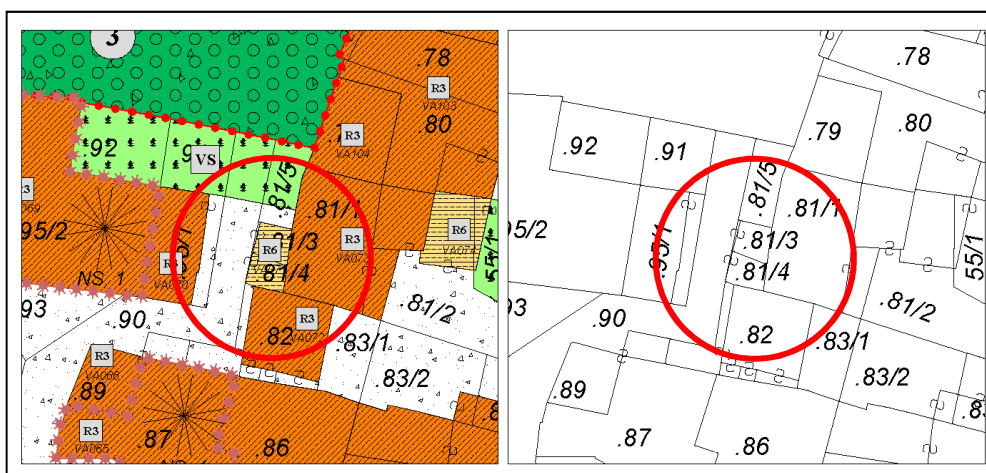 3
.78
R3
VA103
.80
R3
VA104
.92
VS
.81/5
.81/1
R3
R6
R6
81/3
.81/4
R3
95/2
NS 1
.55/1
93
.90
.81/2
R3
.82
.83/1
R3
VA066
.89
.83/2
R3
VA065
.87
.86
.78
.79
.80
.92
.91
.81/5
.81/1
95/2
.95/1
.81/3
.81/4
55/1
93
.90
.81/2
.82
.83/1
.89
.83/2
.87
.86